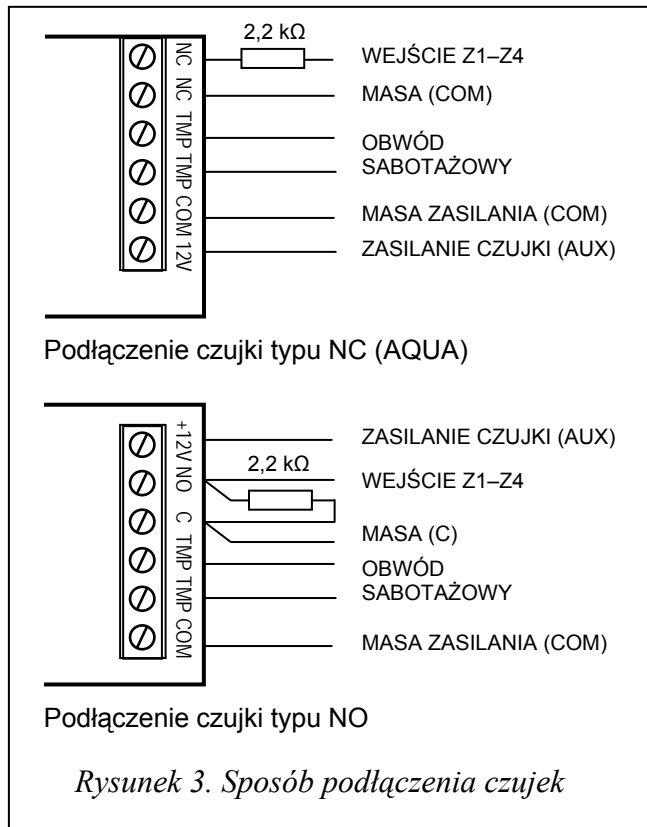 2,2 kΩ
NC WEJŚCIE Z1–Z4
NC MASA (COM)
TMP OBWÓD
TMP SABOTAŻOWY
COM MASA ZASILANIA (COM)
12V ZASILANIE CZUJKI (AUX)
Podłączenie czujki typu NC (AQUA)
+12V ZASILANIE CZUJKI (AUX)
2,2 kΩ
NO WEJŚCIE Z1–Z4
C MASA (C)
TMP OBWÓD
TMP SABOTAŻOWY
COM MASA ZASILANIA (COM)
Podłączenie czujki typu NO
Rysunek 3. Sposób podłączenia czujek